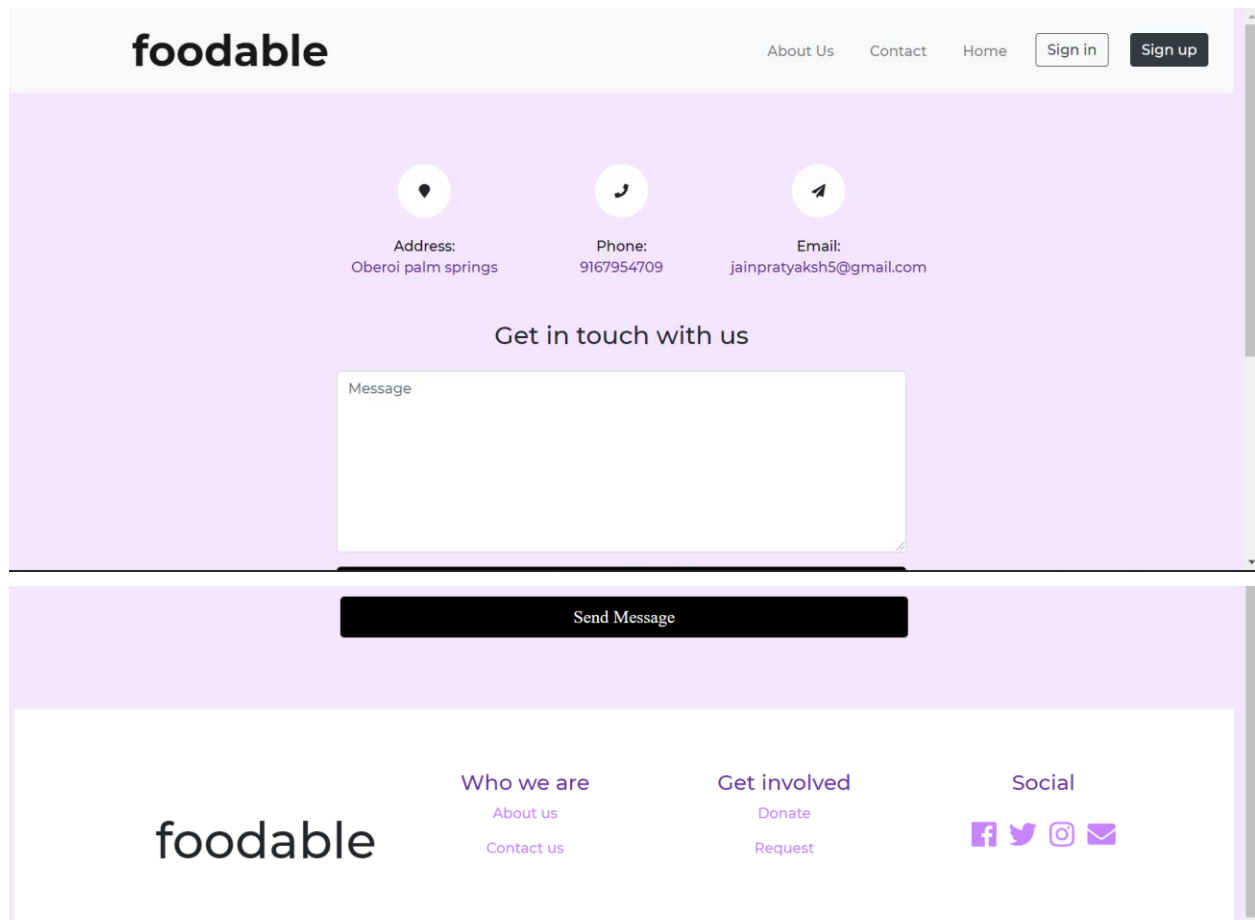 foodable
About Us Contact Home Sign in Sign up
Address: Phone: Email:
Oberoi palm springs 9167954709 jainpratyaksh5@gmail.com
Get in touch with us
Message
Send Message
Who we are Get involved Social
About us Donate
foodable
Contact us Request